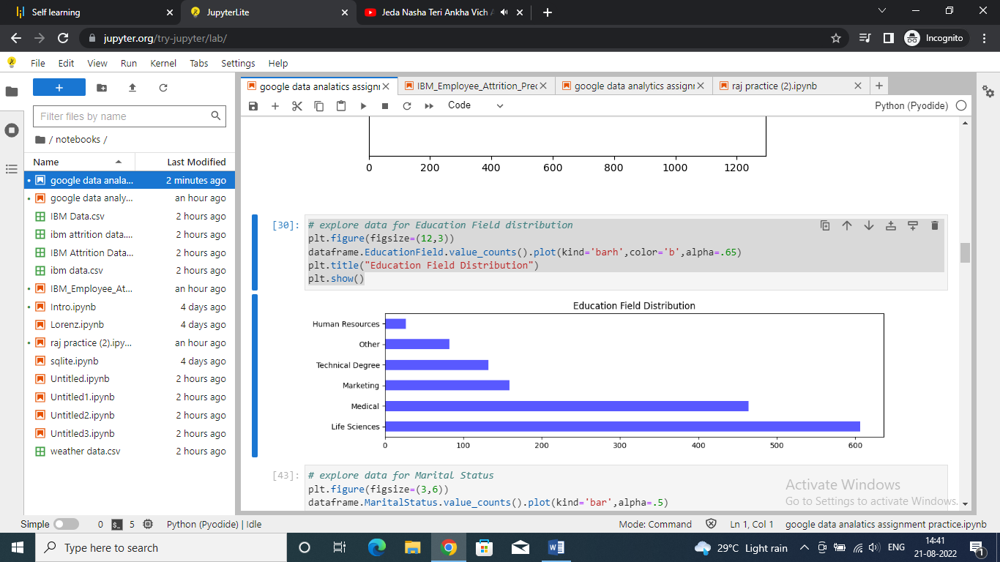 Self learning
JupyterLite
Jeda Nasha Teri Ankha Vich
jupyter.org/try-jupyter/lab/
Incognito
File Edit View Run Kernel Tabs Settings Help
google data analatics assignr
IBM_Employee_Attrition_Prec
google data analytics assignr
raj practice (2).ipynb
Code
Python (Pyodide)
Filter files by name
/ notebooks /
Name Last Modified
google data anala... 2 minutes ago
google data analy... an hour ago
IBM Data.csv 2 hours ago
ibm attrition data.... 2 hours ago
IBM Attrition Data... 2 hours ago
ibm data.csv 2 hours ago
IBM_Employee_At... an hour ago
Intro.ipynb 4 days ago
Lorenz.ipynb 4 days ago
raj practice (2).ipy... an hour ago
sqlite.ipynb 4 days ago
Untitled.ipynb 2 hours ago
Untitled1.ipynb 2 hours ago
Untitled2.ipynb 2 hours ago
Untitled3.ipynb 2 hours ago
weather data.csv 2 hours ago
0 200 400 600 800 1000 1200
[30]: # explore data for Education Field distribution
plt.figure(figsize=(12,3))
dataframe.EducationField.value_counts().plot(kind='barh',color='b',alpha=.65)
plt.title("Education Field Distribution")
plt.show()
Education Field Distribution
Human Resources
Other
Technical Degree
Marketing
Medical
Life Sciences
0 100 200 300 400 500 600
[43]: # explore data for Marital Status
plt.figure(figsize=(3,6))
dataframe.MaritalStatus.value_counts().plot(kind='bar',alpha=.5)
Activate Windows
Go to Settings to activate Windows.
Simple 0 5 Python (Pyodide) | Idle Mode: Command Ln 1, Col 1 google data analatics assignment practice.ipynb
Type here to search
29°C Light rain
ENG
14:41
21-08-2022
1